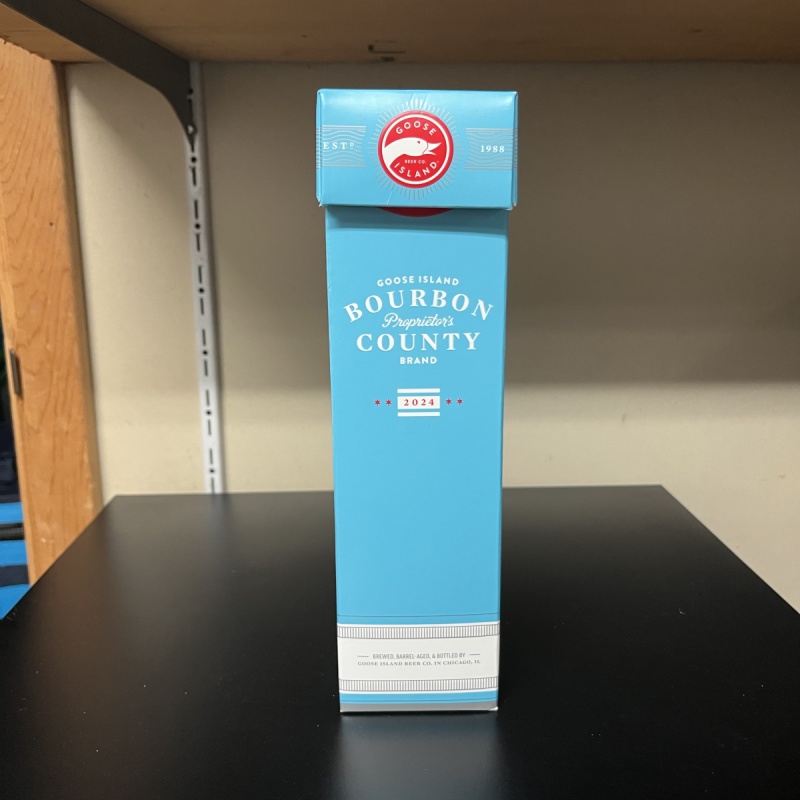 GOOSE
BEER CO.
ISLAND
ESTD
1988
GOOSE ISLAND
BOURBON
Proprietor's
COUNTY
BRAND
2024
BREWED, BARREL-AGED, & BOTTLED BY
GOOSE ISLAND BEER CO. IN CHICAGO, IL